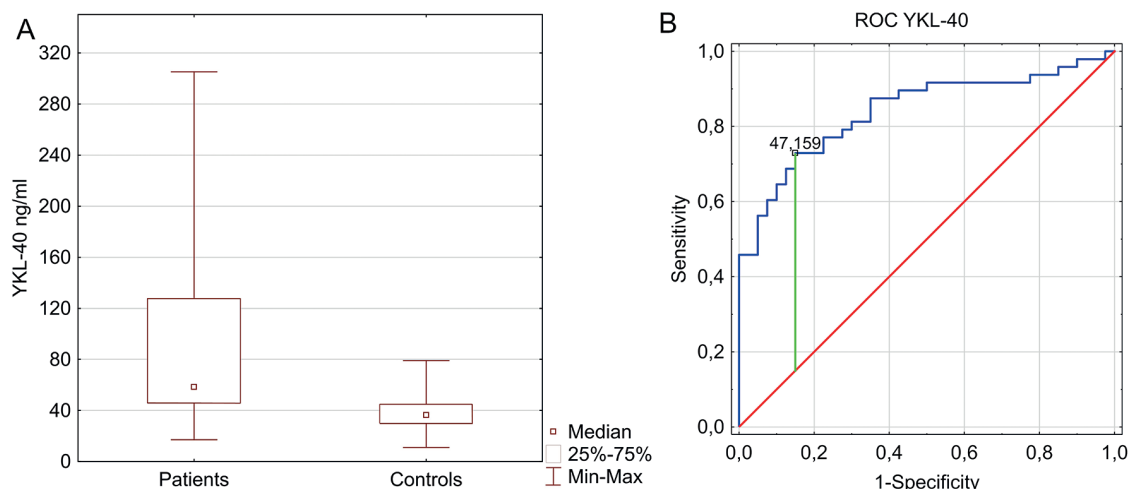 A
YKL-40 ng/ml
320
280
240
200
160
120
80
40
0
Patients
Controls
Median
25%-75%
Min-Max
B
ROC YKL-40
Sensitivity
1,0
0,8
0,6
0,4
0,2
0,0
47,159
0,0 0,2 0,4 0,6 0,8 1,0
1-Specificity